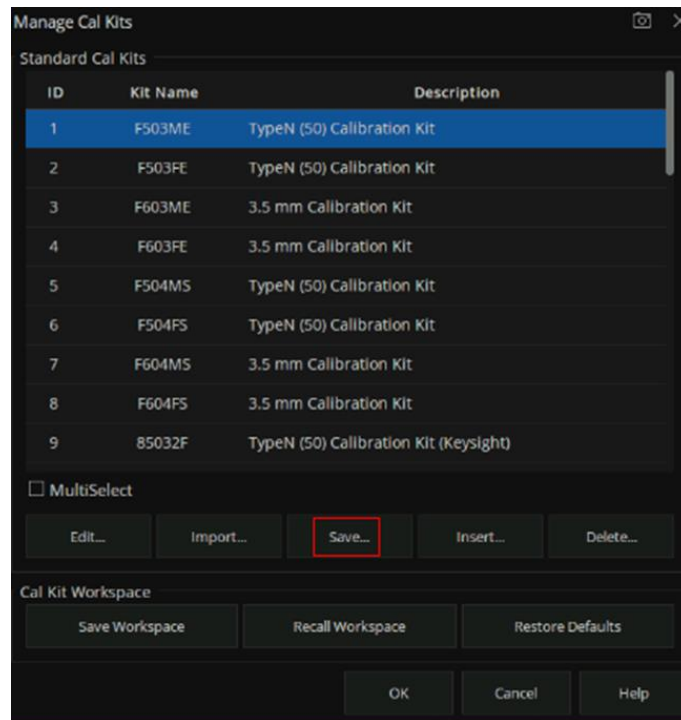 Manage Cal Kits
Standard Cal Kits
ID Kit Name Description
1 F503ME TypeN (50) Calibration Kit
2 F503FE TypeN (50) Calibration Kit
3 F603ME 3.5 mm Calibration Kit
4 F603FE 3.5 mm Calibration Kit
5 F504MS TypeN (50) Calibration Kit
6 F504FS TypeN (50) Calibration Kit
7 F604MS 3.5 mm Calibration Kit
8 F604FS 3.5 mm Calibration Kit
9 85032F TypeN (50) Calibration Kit (Keysight)
MultiSelect
Edit... Import... Save... Insert... Delete...
Cal Kit Workspace
Save Workspace Recall Workspace Restore Defaults
OK Cancel Help